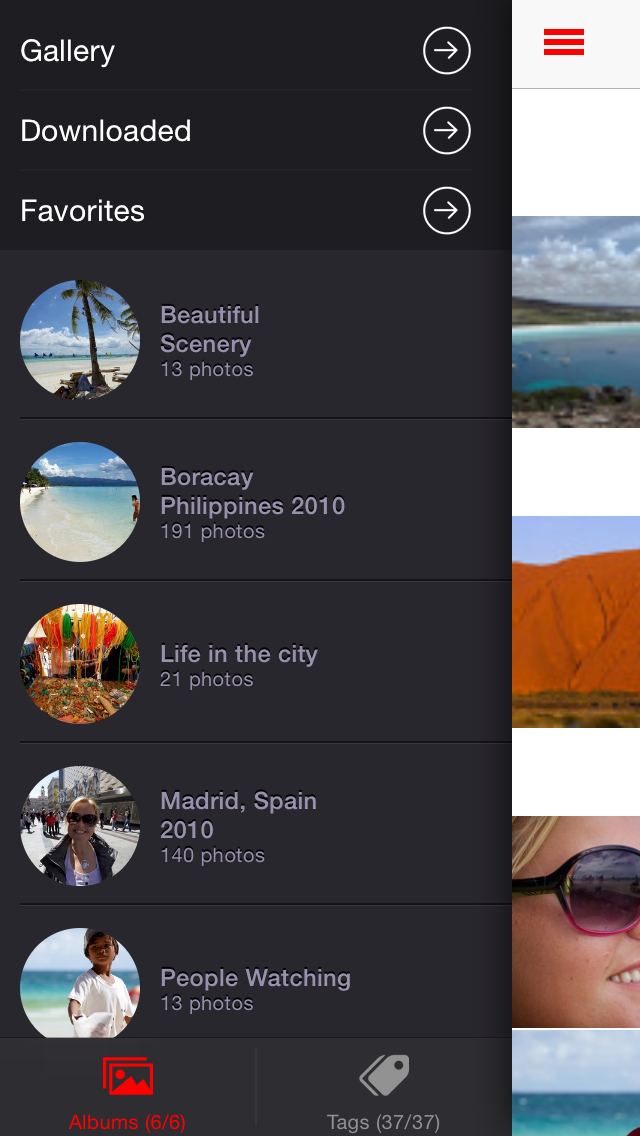 Gallery
Downloaded
Favorites
Beautiful
Scenery
13 photos
Boracay
Philippines 2010
191 photos
Life in the city
21 photos
Madrid, Spain
2010
140 photos
People Watching
13 photos
Albums (6/6)
Tags (37/37)